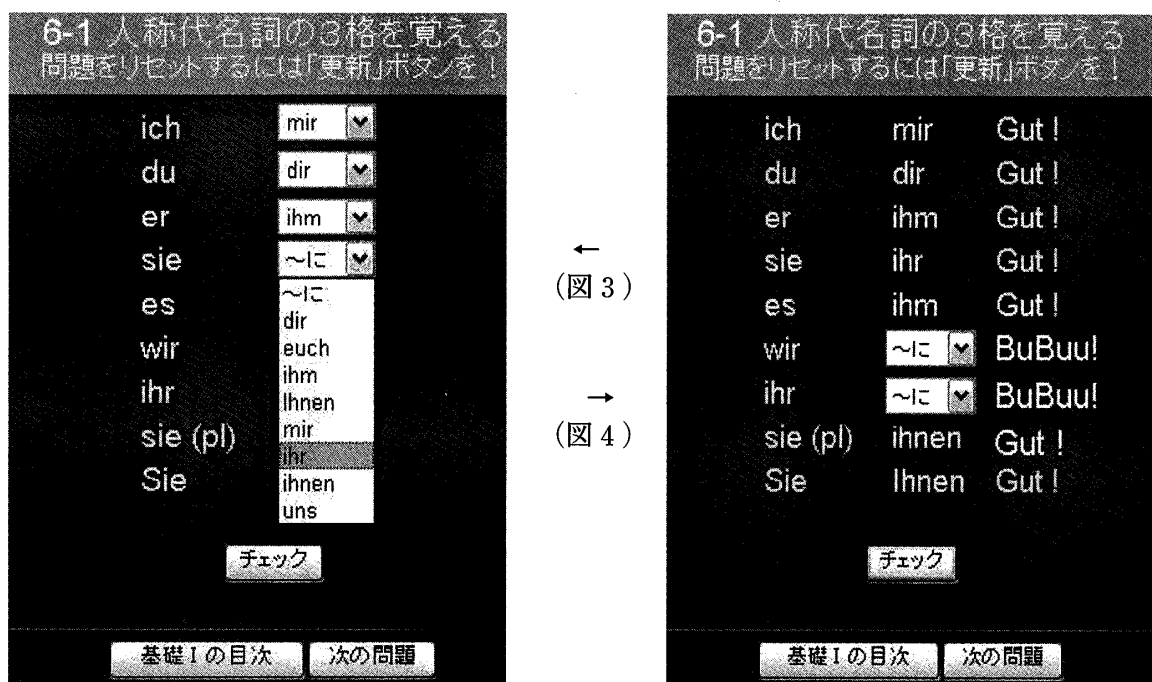 6-1 人称代名詞の3格を覚える
問題をリセットするには「更新」ボタンを！
ich mir
du dir
er ihm
sie ～に
es
wir
ihr
sie (pl)
Sie
～に
dir
euch
ihm
Ihnen
mir
ihr
ihnen
uns
チェック
基礎Ⅰの目次 次の問題
←
(図3)
→
(図4)
6-1 人称代名詞の3格を覚える
問題をリセットするには「更新」ボタンを！
ich mir Gut !
du dir Gut !
er ihm Gut !
sie ihr Gut !
es ihm Gut !
wir ～に BuBuu!
ihr ～に BuBuu!
sie (pl) ihnen Gut !
Sie Ihnen Gut !
チェック
基礎Ⅰの目次 次の問題